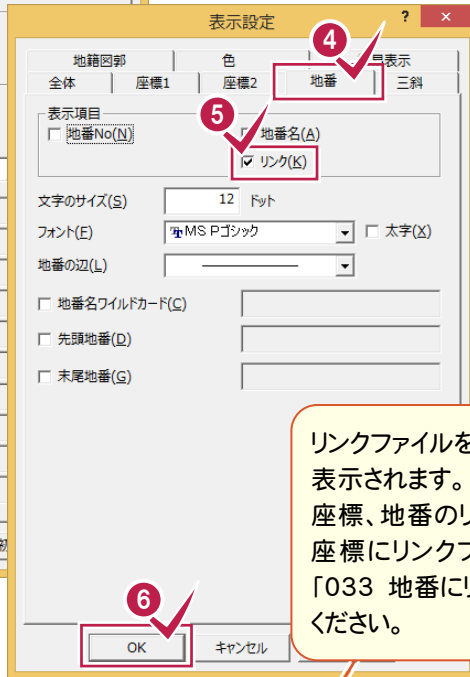 表示設定
?
×
4
地籍図郭 色 表示
全体 座標1 座標2 地番 三斜
表示項目
5
地番No(N) 地番名(A)
リンク(K)
文字のサイズ(S) 12 ドット
フォント(F) MS Pゴシック 太字(X)
地番の辺(L)
地番名ワイルドカード(C)
先頭地番(D)
末尾地番(G)
リンクファイルを
表示されます。
座標、地番のリ
座標にリンクフ
「033 地番にリ
ください。
6
OK キャンセル